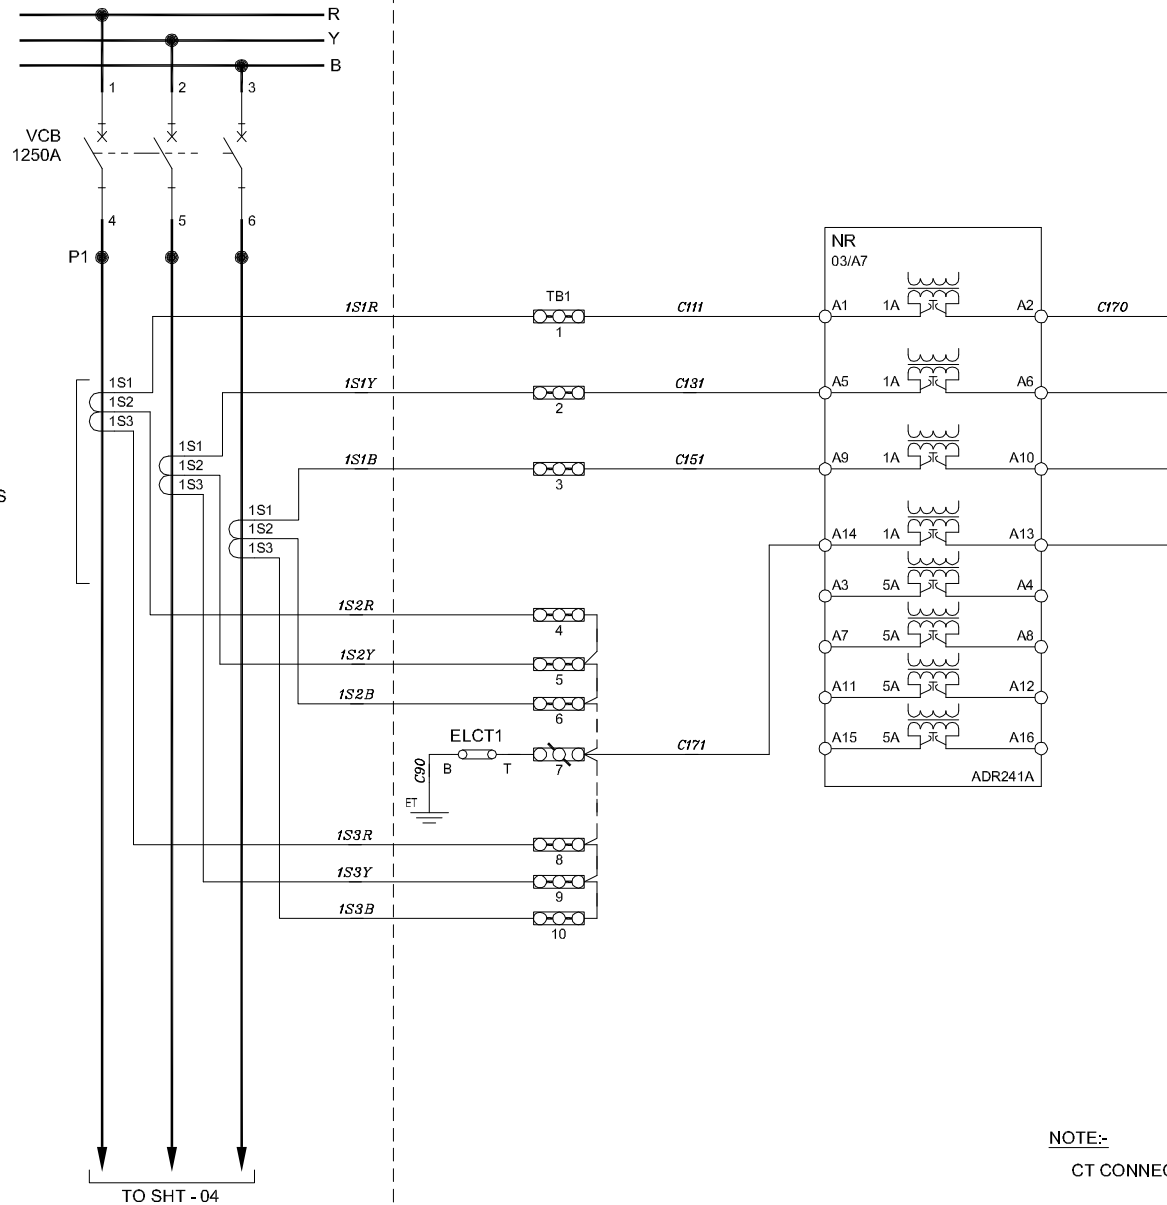 R
Y
B
1 2 3
VCB
1250A
4 5 6
P1
NR
03/A7
1S1R TB1 C111 A1 1A A2 C170
1
1S1 1S1Y C131 A5 1A A6
1S2 2
1S3
1S1 1S1B C151 A9 1A A10
1S2 3
1S3
S
1S1
1S2 A14 1A A13
1S3
A3 5A A4
1S2R
4
A7 5A A8
1S2Y
5
1S2B A11 5A A12
6
ELCT1 C171 A15 5A A16
C90 B T 7
ADR241A
ET
1S3R
8
1S3Y
9
1S3B
10
NOTE:-
CT CONNEC
TO SHT - 04